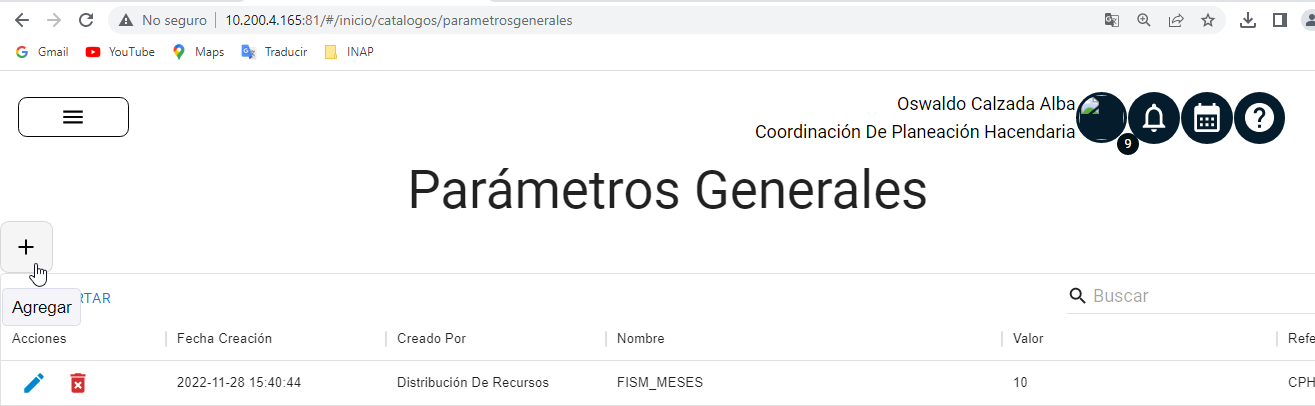 No seguro 10.200.4.165:81/#/inicio/catalogos/parametrosgenerales
Gmail YouTube Maps Traducir INAP
Oswaldo Calzada Alba
Coordinación De Planeación Hacendaria
9
Parámetros Generales
RTAR
Buscar
Agregar
Acciones Fecha Creación Creado Por Nombre Valor Refe
2022-11-28 15:40:44 Distribución De Recursos FISM_MESES 10 CPH